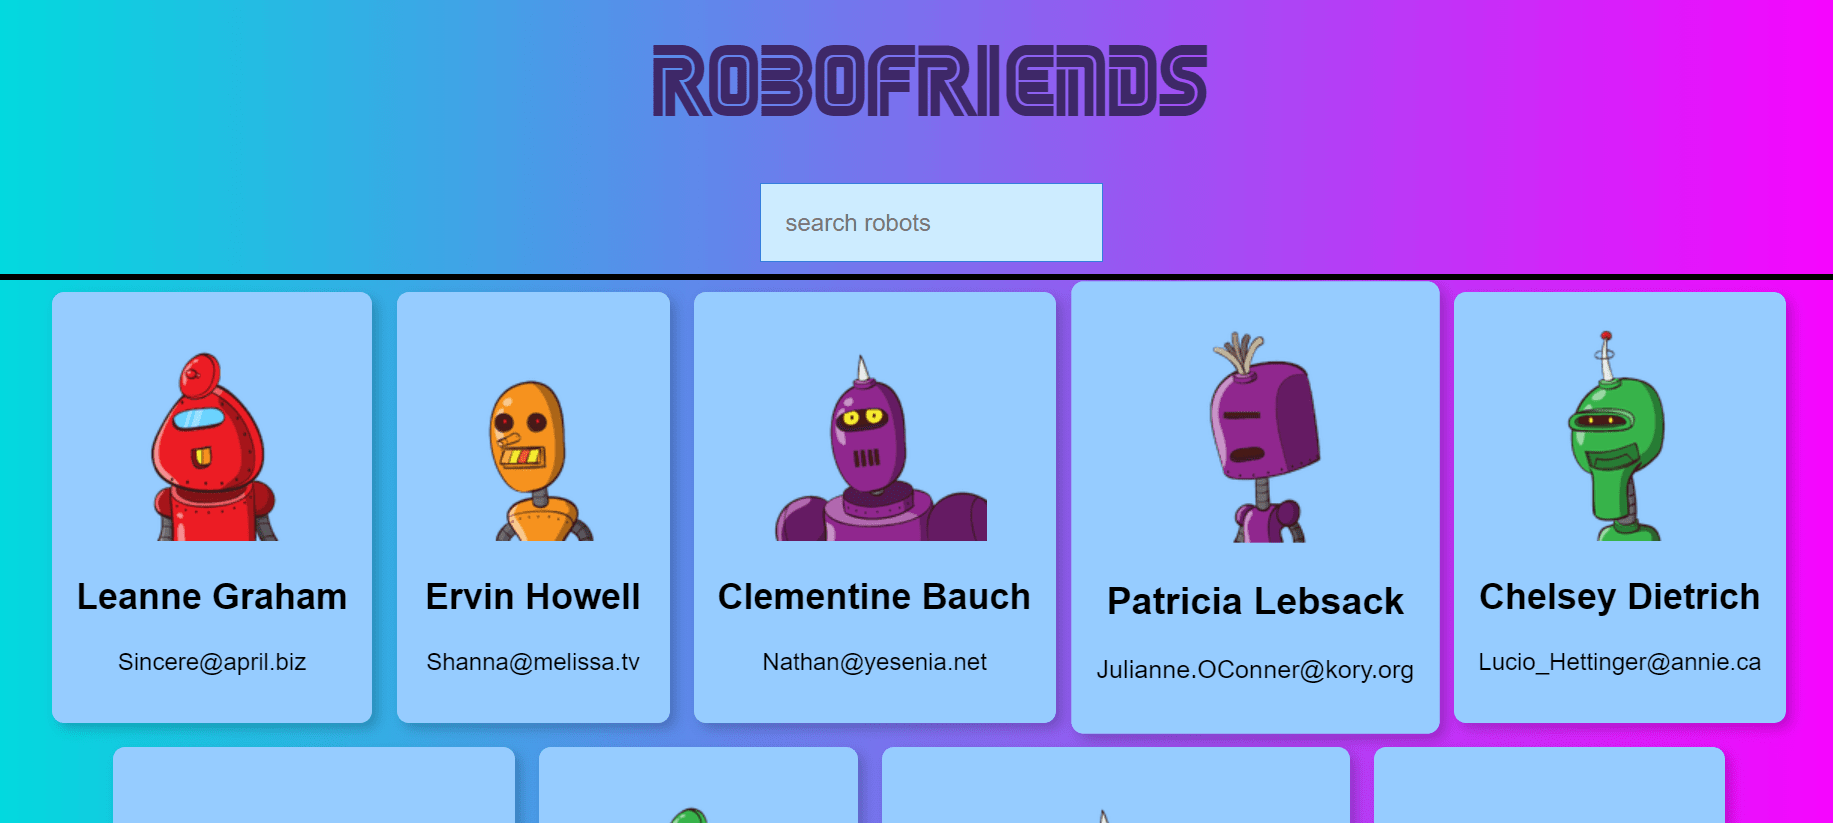 ROBOFRIENDS
search robots
Leanne Graham
Sincere@april.biz
Ervin Howell
Shanna@melissa.tv
Clementine Bauch
Nathan@yesenia.net
Patricia Lebsack
Julianne.OConner@kory.org
Chelsey Dietrich
Lucio_Hettinger@annie.ca